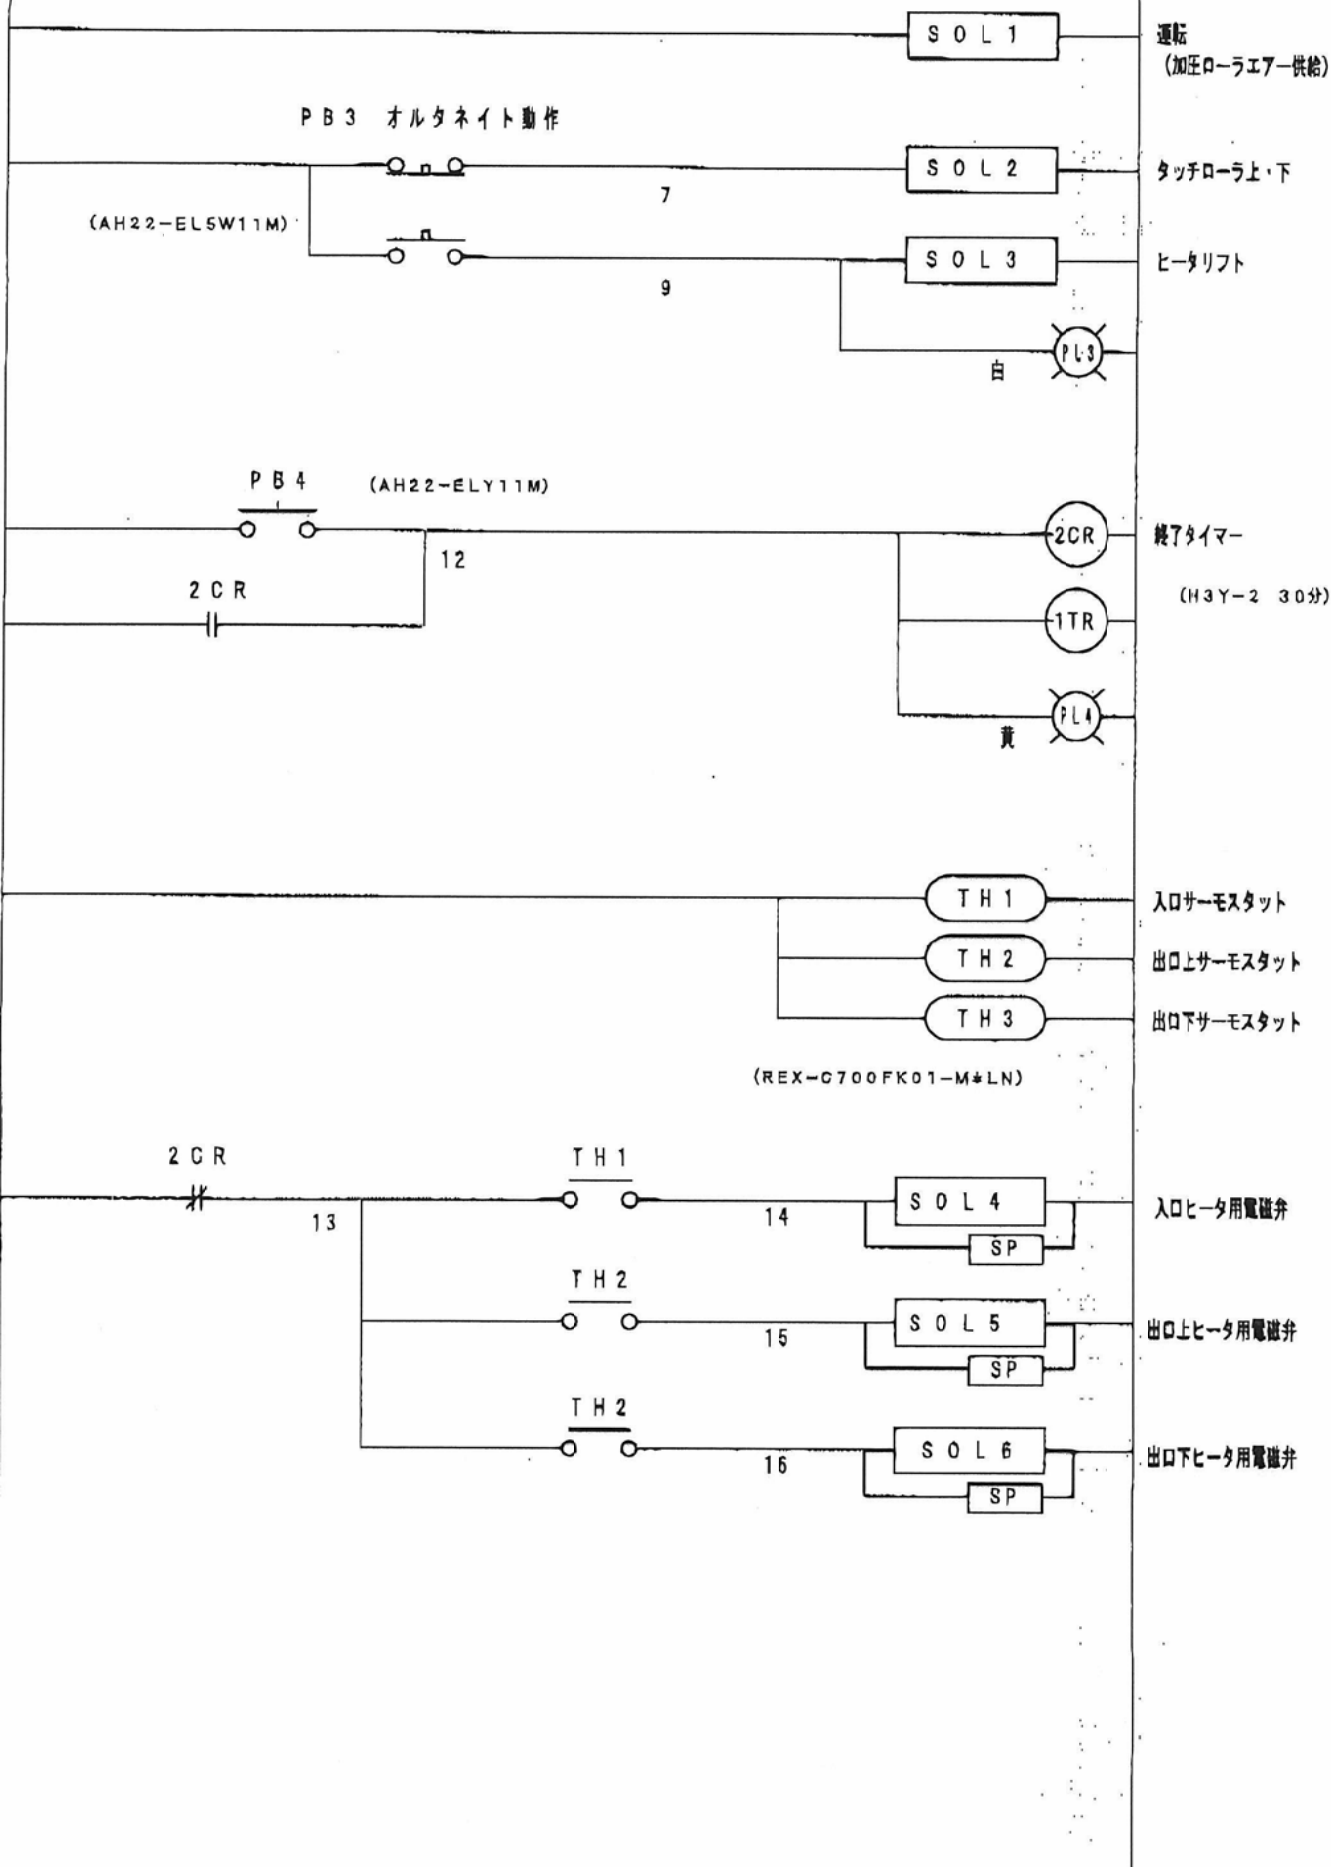 SOL1
運転
(加圧ローラエアー供給)
PB3 オルタネイト動作
SOL2
タッチローラ上・下
7
(AH22-EL5W11M)
SOL3
ヒータリフト
9
PL3
白
PB4
(AH22-ELY11M)
2CR
終了タイマー
12
2CR
(H3Y-2 30分)
1TR
PL4
黄
TH1
入口サーモスタット
TH2
出口上サーモスタット
TH3
出口下サーモスタット
(REX-C700FK01-M*LN)
2CR
TH1
13
14
SOL4
入口ヒータ用電磁弁
SP
TH2
15
SOL5
出口上ヒータ用電磁弁
SP
TH2
16
SOL6
出口下ヒータ用電磁弁
SP